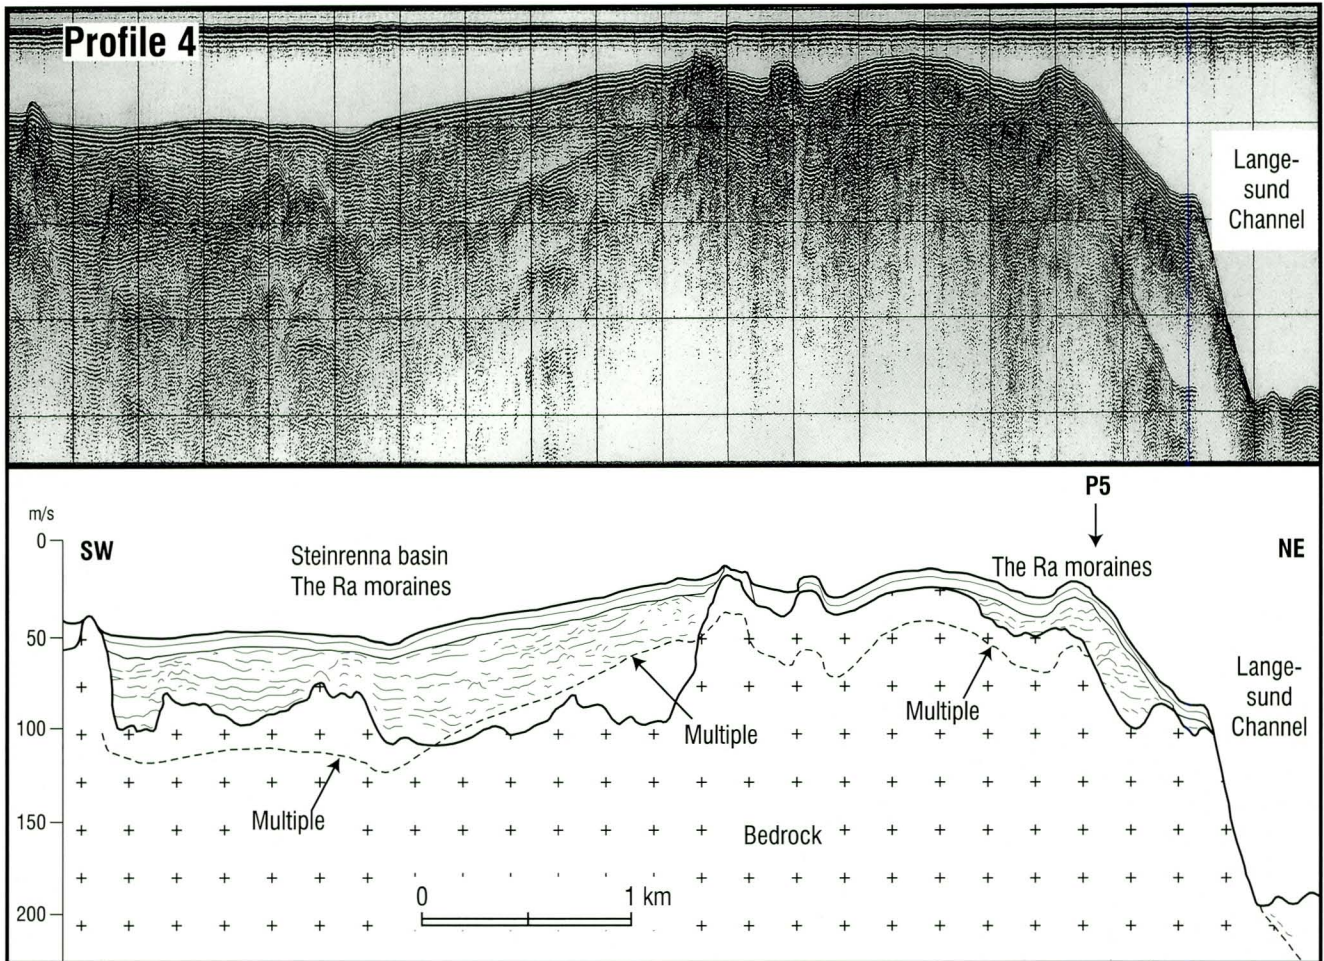 Profile 4
Lange-
sund
Channel
P5
m/s
0
SW
Steinrenna basin
The Ra moraines
The Ra moraines
NE
50
Lange-
sund
Channel
Multiple
Multiple
100
Multiple
150
Bedrock
0
1 km
200